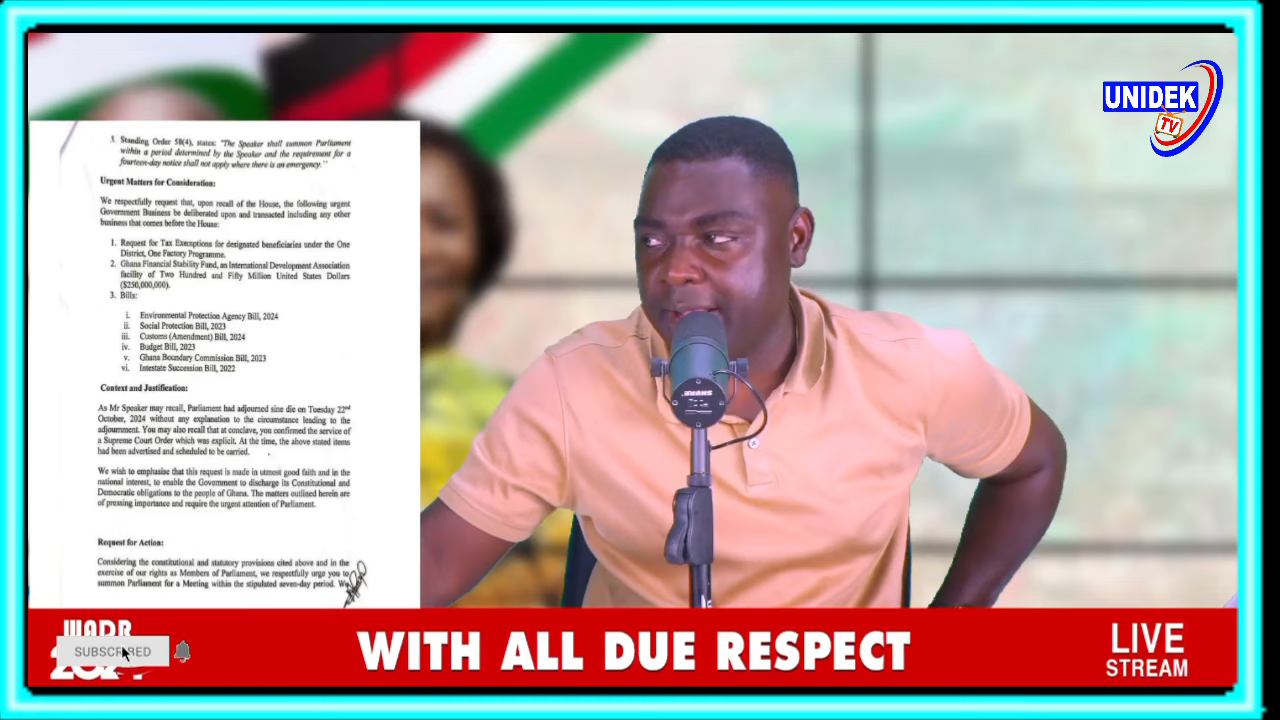 UNIDEK
TV
3. Standing Order 58(4), states: "The Speaker shall summon Parliament
within a period determined by the Speaker and the requirement for a
fourteen-day notice shall not apply where there is an emergency."
Urgent Matters for Consideration:
We respectfully request that, upon recall of the House, the following urgent
Government Business be deliberated upon and transacted including any other
business that comes before the House:
1. Request for Tax Exemptions for designated beneficiaries under the One
District, One Factory Programme.
2. Ghana Financial Stability Fund, an International Development Association
facility of Two Hundred and Fifty Million United States Dollars
($250,000,000).
3. Bills:
i. Environmental Protection Agency Bill, 2024
ii. Social Protection Bill, 2023
iii. Customs (Amendment) Bill, 2024
iv. Budget Bill, 2023
v. Ghana Boundary Commission Bill, 2023
vi. Intestate Succession Bill, 2022
Context and Justification:
As Mr Speaker may recall, Parliament had adjourned sine die on Tuesday 22nd
October, 2024 without any explanation to the circumstance leading to the
adjournment. You may also recall that at conclave, you confirmed the service of
a Supreme Court Order which was explicit. At the time, the above stated items
had been advertised and scheduled to be carried.
We wish to emphasise that this request is made in utmost good faith and in the
national interest, to enable the Government to discharge its Constitutional and
Democratic obligations to the people of Ghana. The matters outlined herein are
of pressing importance and require the urgent attention of Parliament.
Request for Action:
Considering the constitutional and statutory provisions cited above and in the
exercise of our rights as Members of Parliament, we respectfully urge you to
summon Parliament for a Meeting within the stipulated seven-day period. We
SHURE
WADR
SUBSCRIBED
WITH ALL DUE RESPECT
LIVE
STREAM